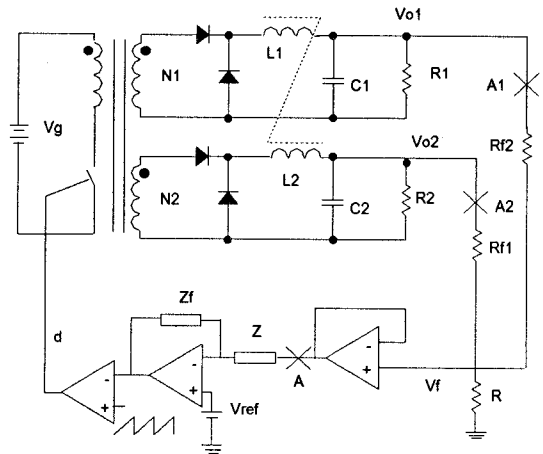 Vo1
L1
N1
C1
R1
A1
Vg
Rf2
Vo2
L2
N2
C2
R2
A2
Rf1
Zf
Z
d
-
+
-
+
A
-
+
Vf
R
Vref